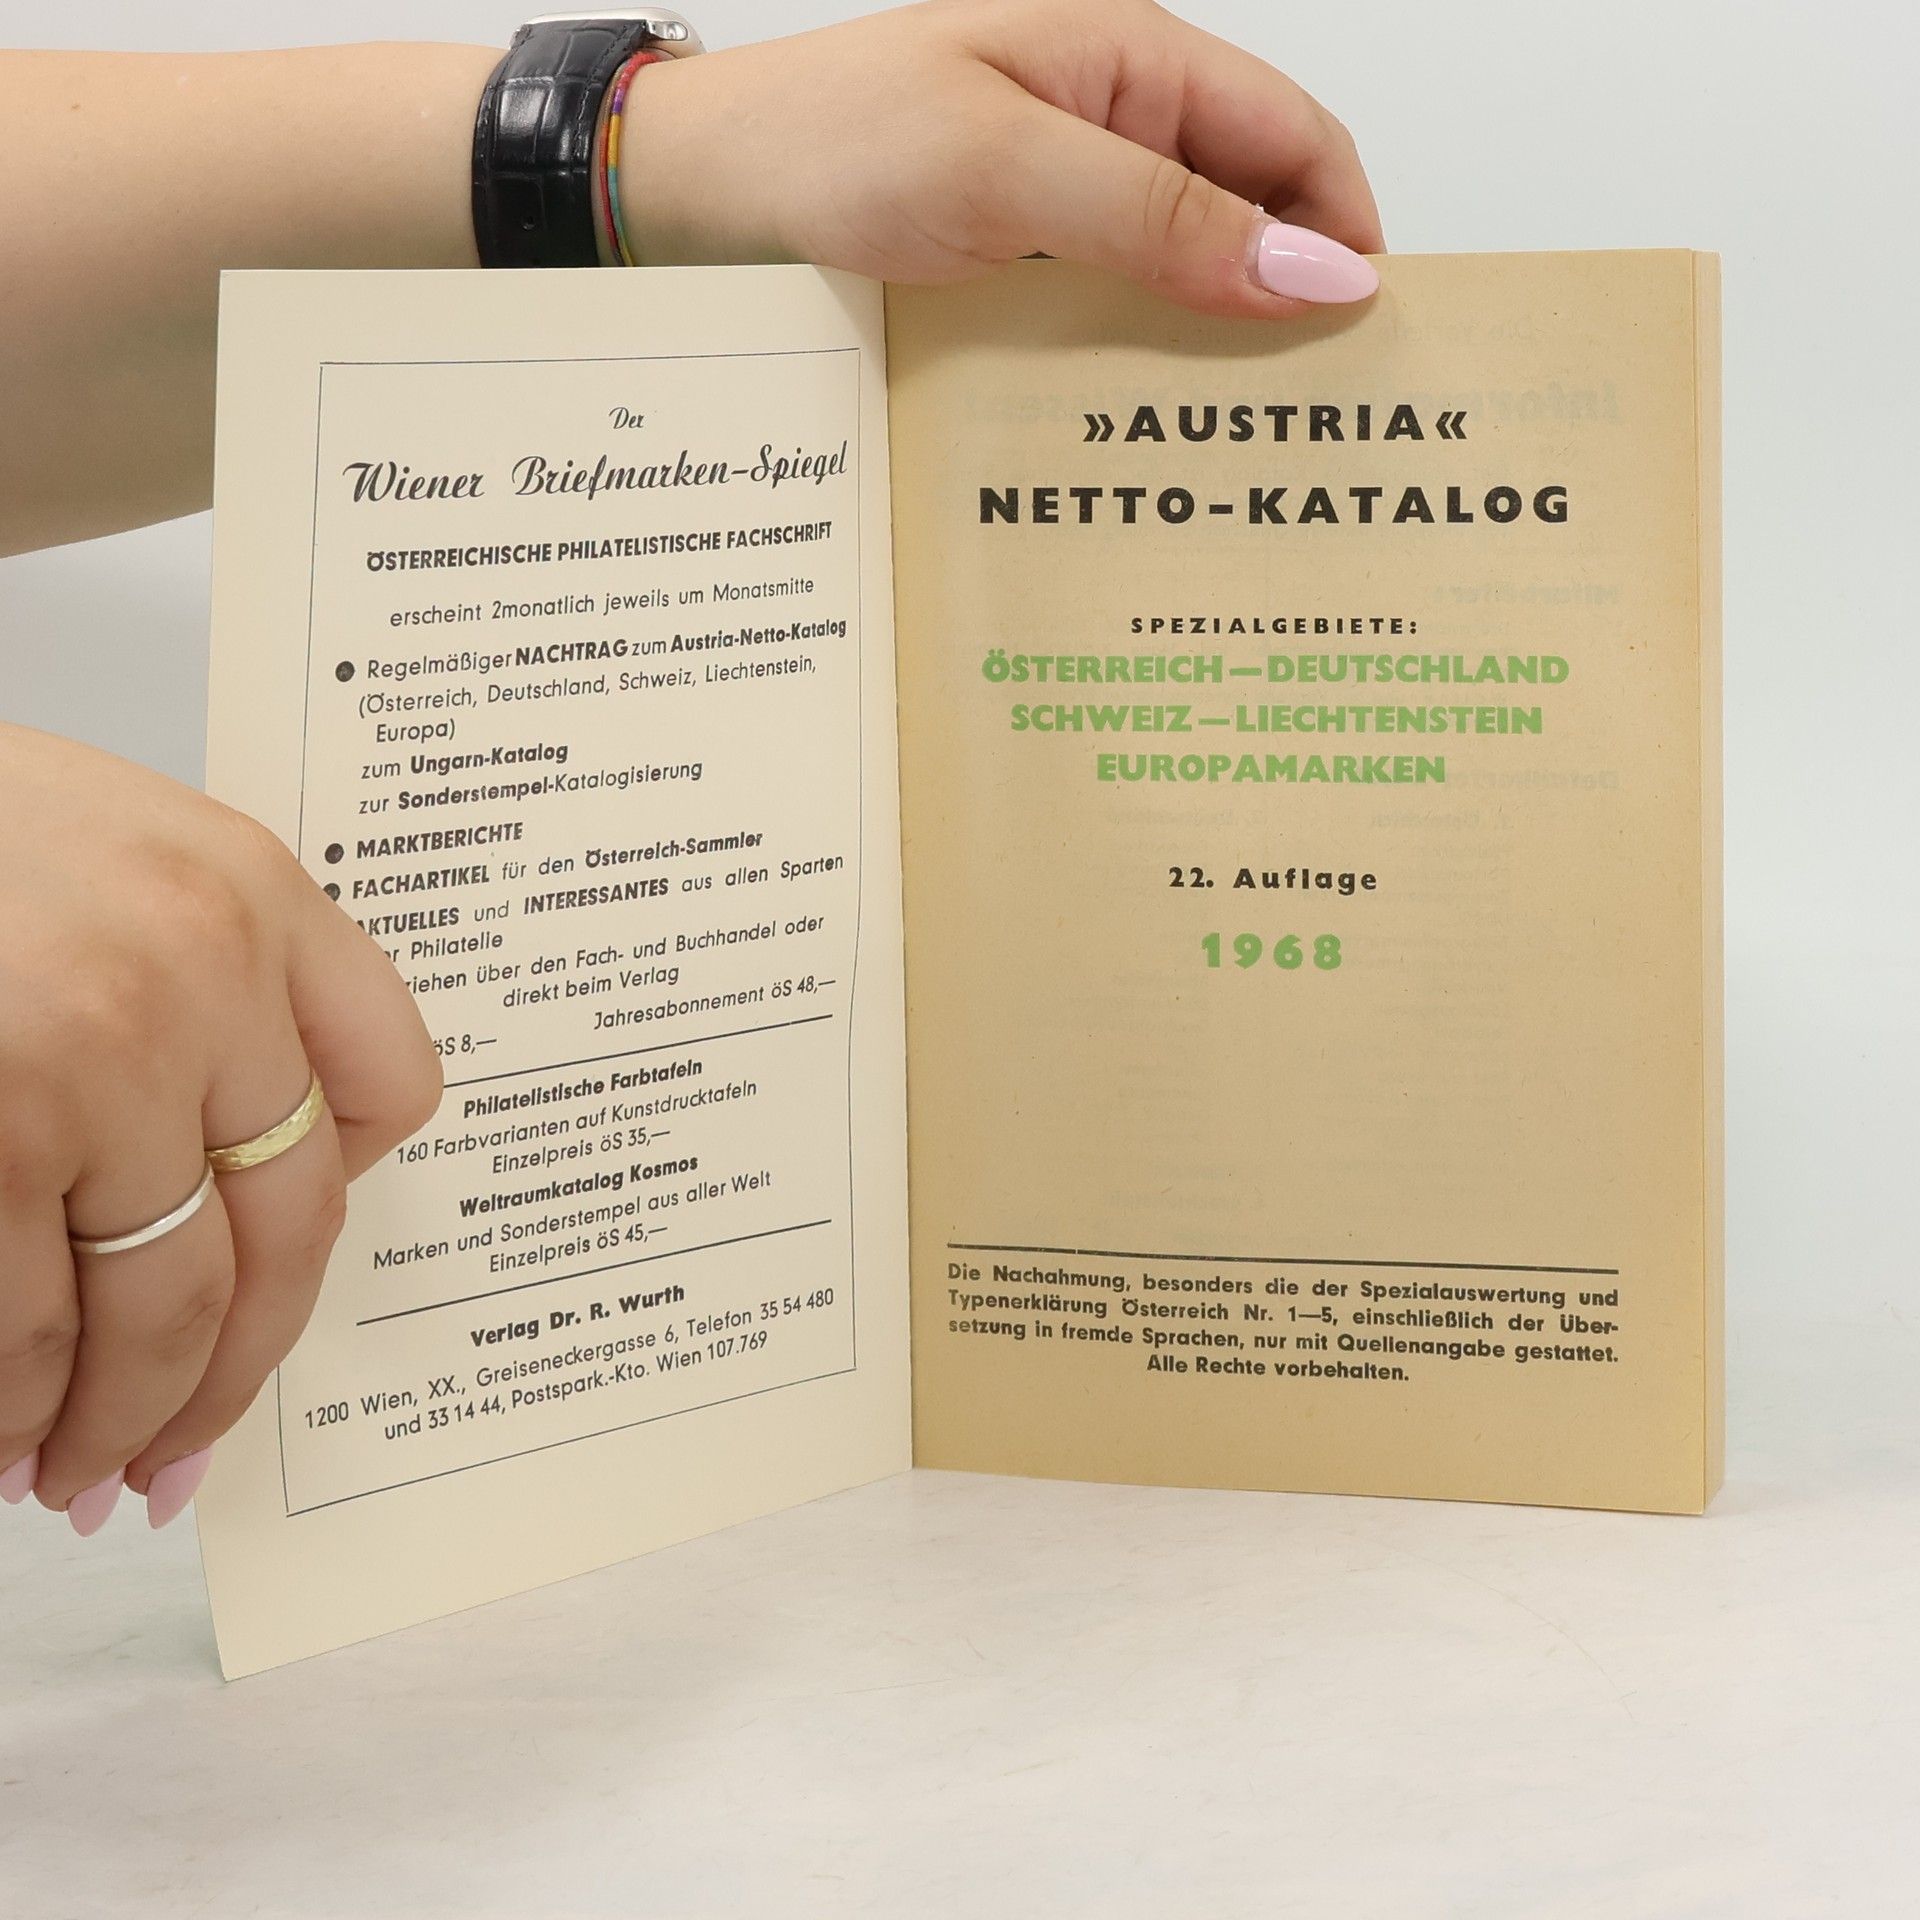 Der
Wiener Briefmarken-Spiegel
ÖSTERREICHISCHE PHILATELISTISCHE FACHSCHRIFT
erscheint 2monatlich jeweils um Monatsmitte
● Regelmäßiger NACHTRAG zum Austria-Netto-Katalog
(Österreich, Deutschland, Schweiz, Liechtenstein,
Europa)
zum Ungarn-Katalog
zur Sonderstempel-Katalogisierung
● MARKTBERICHTE
● FACHARTIKEL für den Österreich-Sammler
AKTUELLES und INTERESSANTES aus allen Sparten
Philatelie
über den Fach- und Buchhandel oder
direkt beim Verlag
Jahresabonnement öS 48,—
öS 8,—
Philatelistische Farbtafeln
160 Farbvarianten auf Kunstdrucktafeln
Einzelpreis öS 35,—
Weltraumkatalog Kosmos
Marken und Sonderstempel aus aller Welt
Einzelpreis öS 45,—
Verlag Dr. R. Wurth
1200 Wien, XX., Greiseneckergasse 6, Telefon 35 54 480
und 33 14 44, Postspark.-Kto. Wien 107.769
»AUSTRIA«
NETTO-KATALOG
SPEZIALGEBIETE:
ÖSTERREICH—DEUTSCHLAND
SCHWEIZ—LIECHTENSTEIN
EUROPAMARKEN
22. Auflage
1968
Die Nachahmung, besonders die der Spezialauswertung und
Typenerklärung Österreich Nr. 1—5, einschließlich der Über-
setzung in fremde Sprachen, nur mit Quellenangabe gestattet.
Alle Rechte vorbehalten.